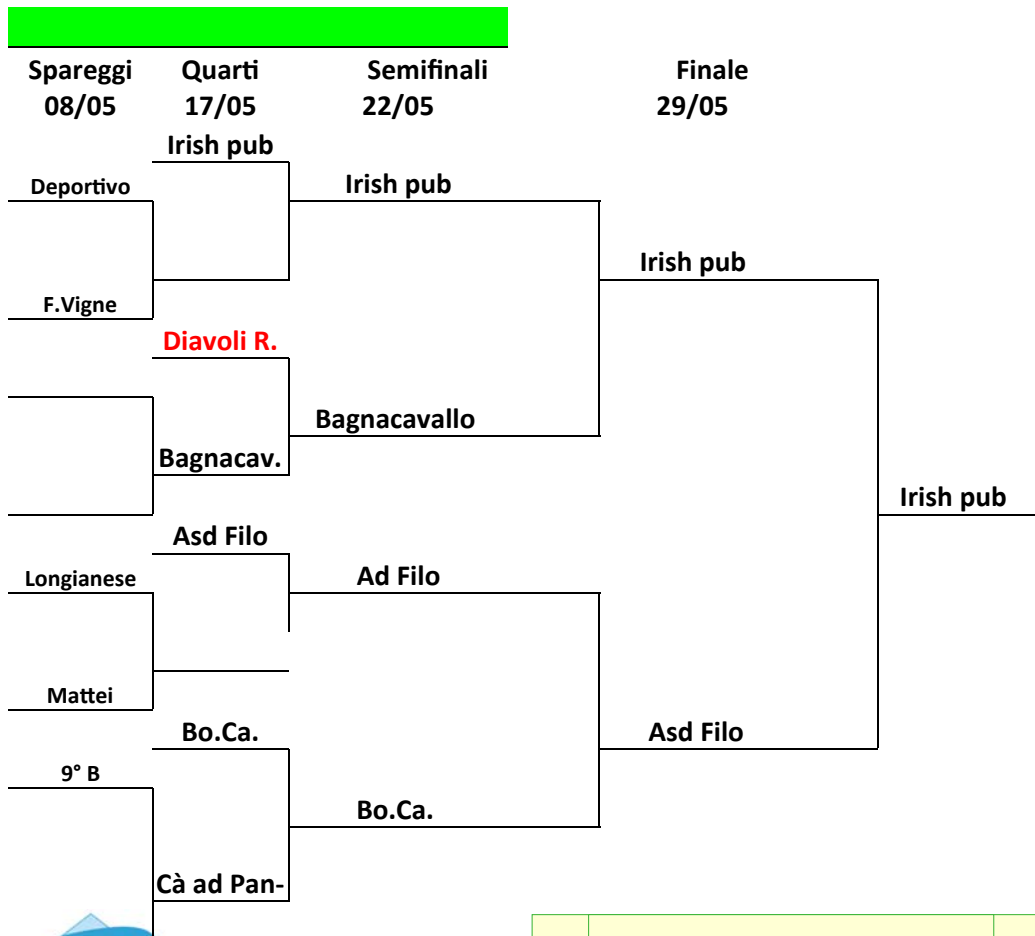 Spareggi Quarti Semifinali Finale
08/05 17/05 22/05 29/05
Irish pub
Deportivo
Irish pub
Irish pub
F.Vigne
Diavoli R.
Bagnacavallo
Bagnacav.
Irish pub
Asd Filo
Longianese
Ad Filo
Mattei
Bo.Ca.
Asd Filo
9° B
Bo.Ca.
Cà ad Pan-